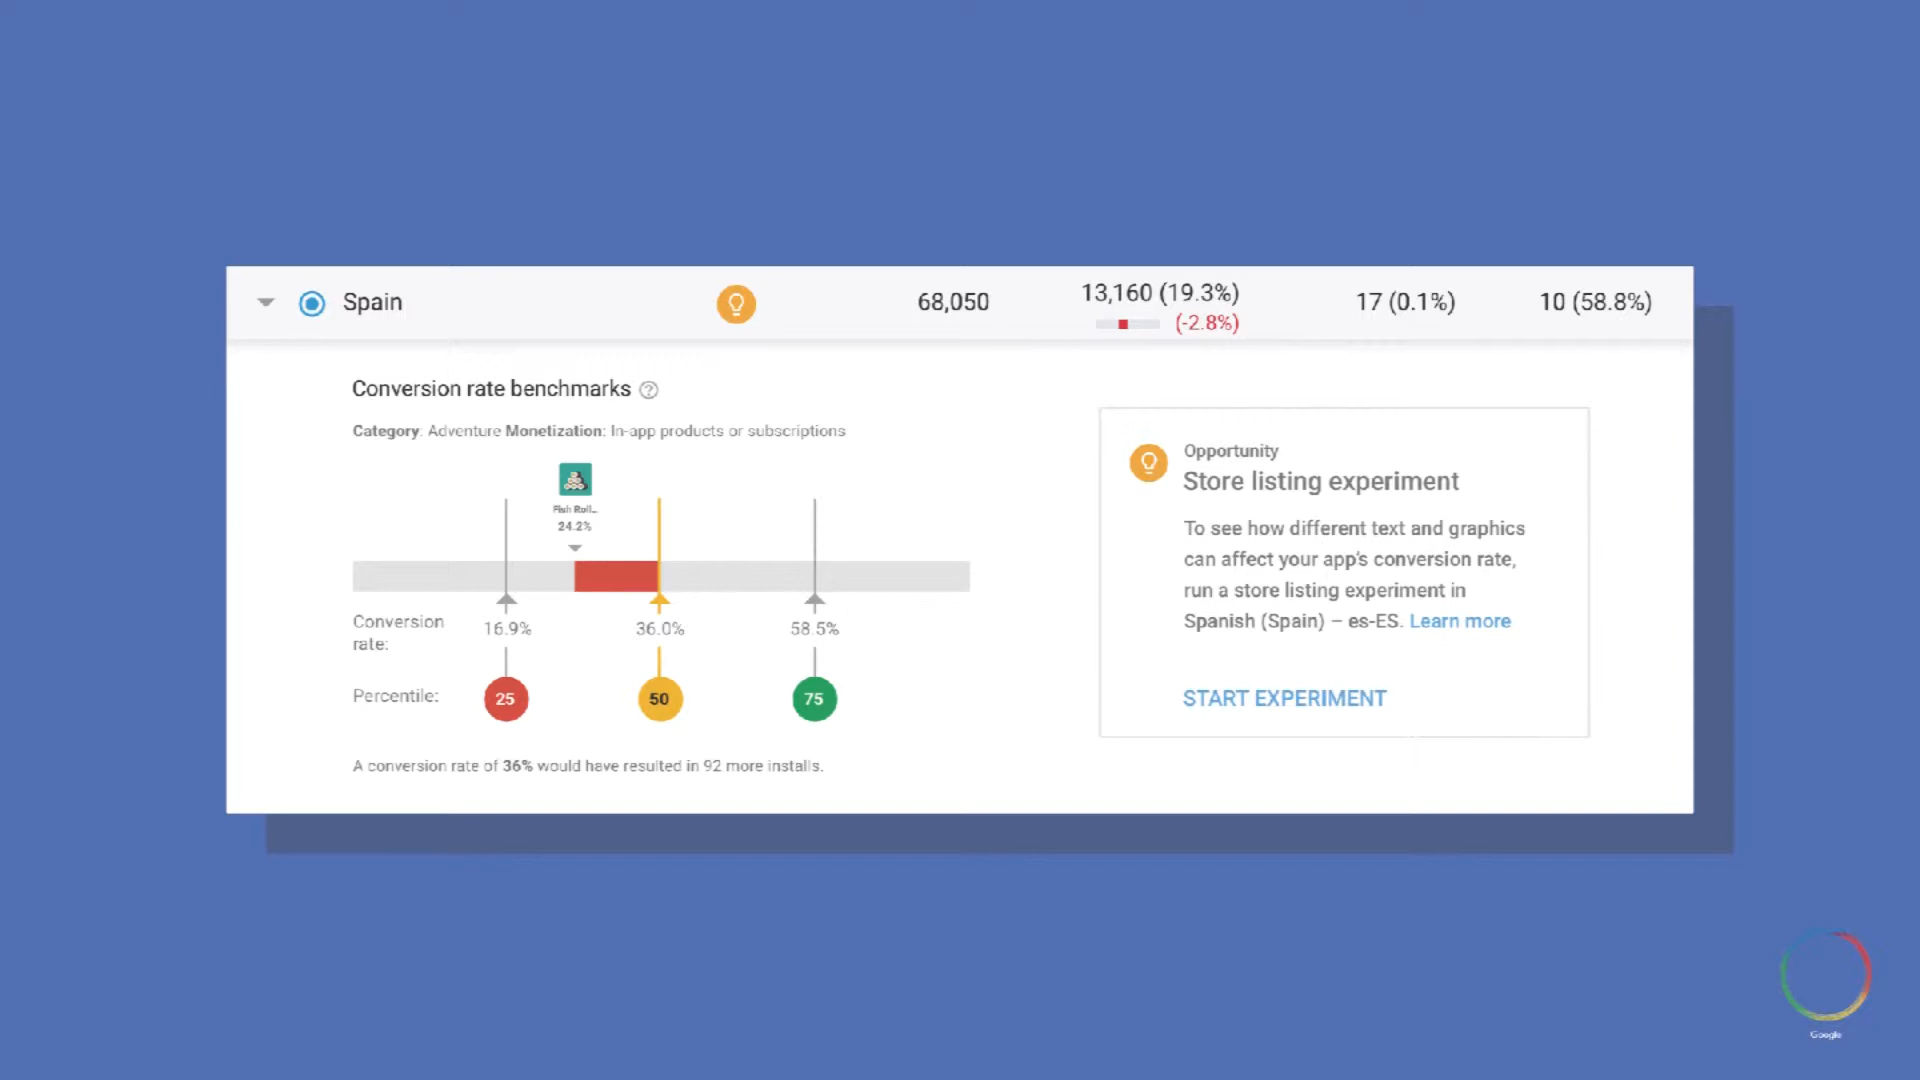 Spain
68,050
13,160 (19.3%)
(-2.8%)
17 (0.1%)
10 (58.8%)
Conversion rate benchmarks ?
Category: Adventure Monetization: In-app products or subscriptions
Fish Roll...
24.2%
Conversion rate:
16.9%
36.0%
58.5%
Percentile:
25
50
75
A conversion rate of 36% would have resulted in 92 more installs.
Opportunity
Store listing experiment
To see how different text and graphics
can affect your app's conversion rate,
run a store listing experiment in
Spanish (Spain) – es-ES. Learn more
START EXPERIMENT
Google